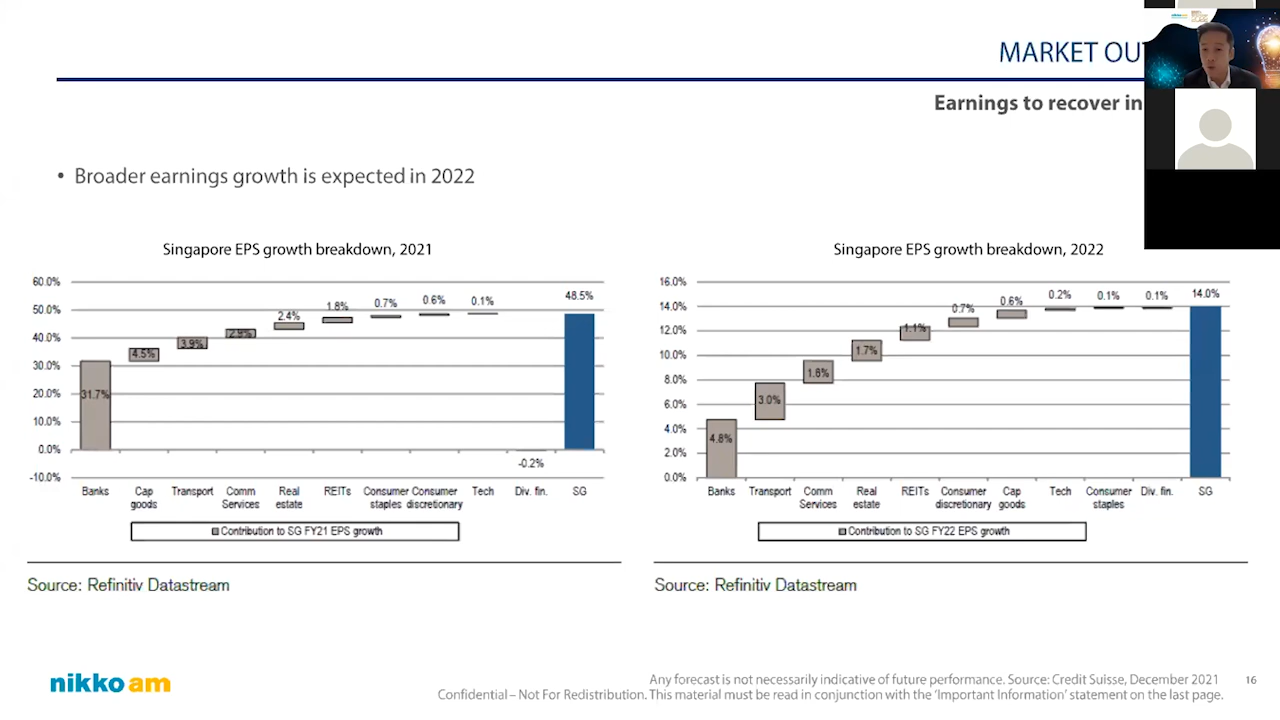 MARKET
Earnings to recover in
• Broader earnings growth is expected in 2022
Singapore EPS growth breakdown, 2021
60.0%
50.0%
40.0%
30.0%
20.0%
10.0%
0.0%
-10.0%
31.7%
4.5%
3.9%
2.9%
2.4%
1.8%
0.7%
0.6%
0.1%
-0.2%
48.5%
Banks
Cap goods
Transport
Comm Services
Real estate
REITs
Consumer staples
Consumer discretionary
Tech
Div. fin.
SG
Contribution to SG FY21 EPS growth
Source: Refinitiv Datastream
Singapore EPS growth breakdown, 2022
16.0%
14.0%
12.0%
10.0%
8.0%
6.0%
4.0%
2.0%
0.0%
4.8%
3.0%
1.8%
1.7%
1.1%
0.7%
0.6%
0.2%
0.1%
0.1%
14.0%
Banks
Transport
Comm Services
Real estate
REITs
Consumer discretionary
Cap goods
Tech
Consumer staples
Div. fin.
SG
Contribution to SG FY22 EPS growth
Source: Refinitiv Datastream
nikko am
Any forecast is not necessarily indicative of future performance. Source: Credit Suisse, December 2021
16
Confidential – Not For Redistribution. This material must be read in conjunction with the ‘Important Information’ statement on the last page.